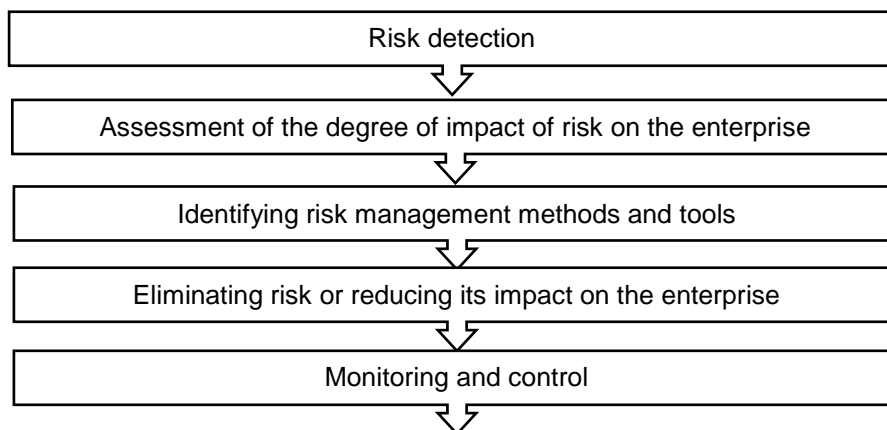 Risk detection
Assessment of the degree of impact of risk on the enterprise
Identifying risk management methods and tools
Eliminating risk or reducing its impact on the enterprise
Monitoring and control